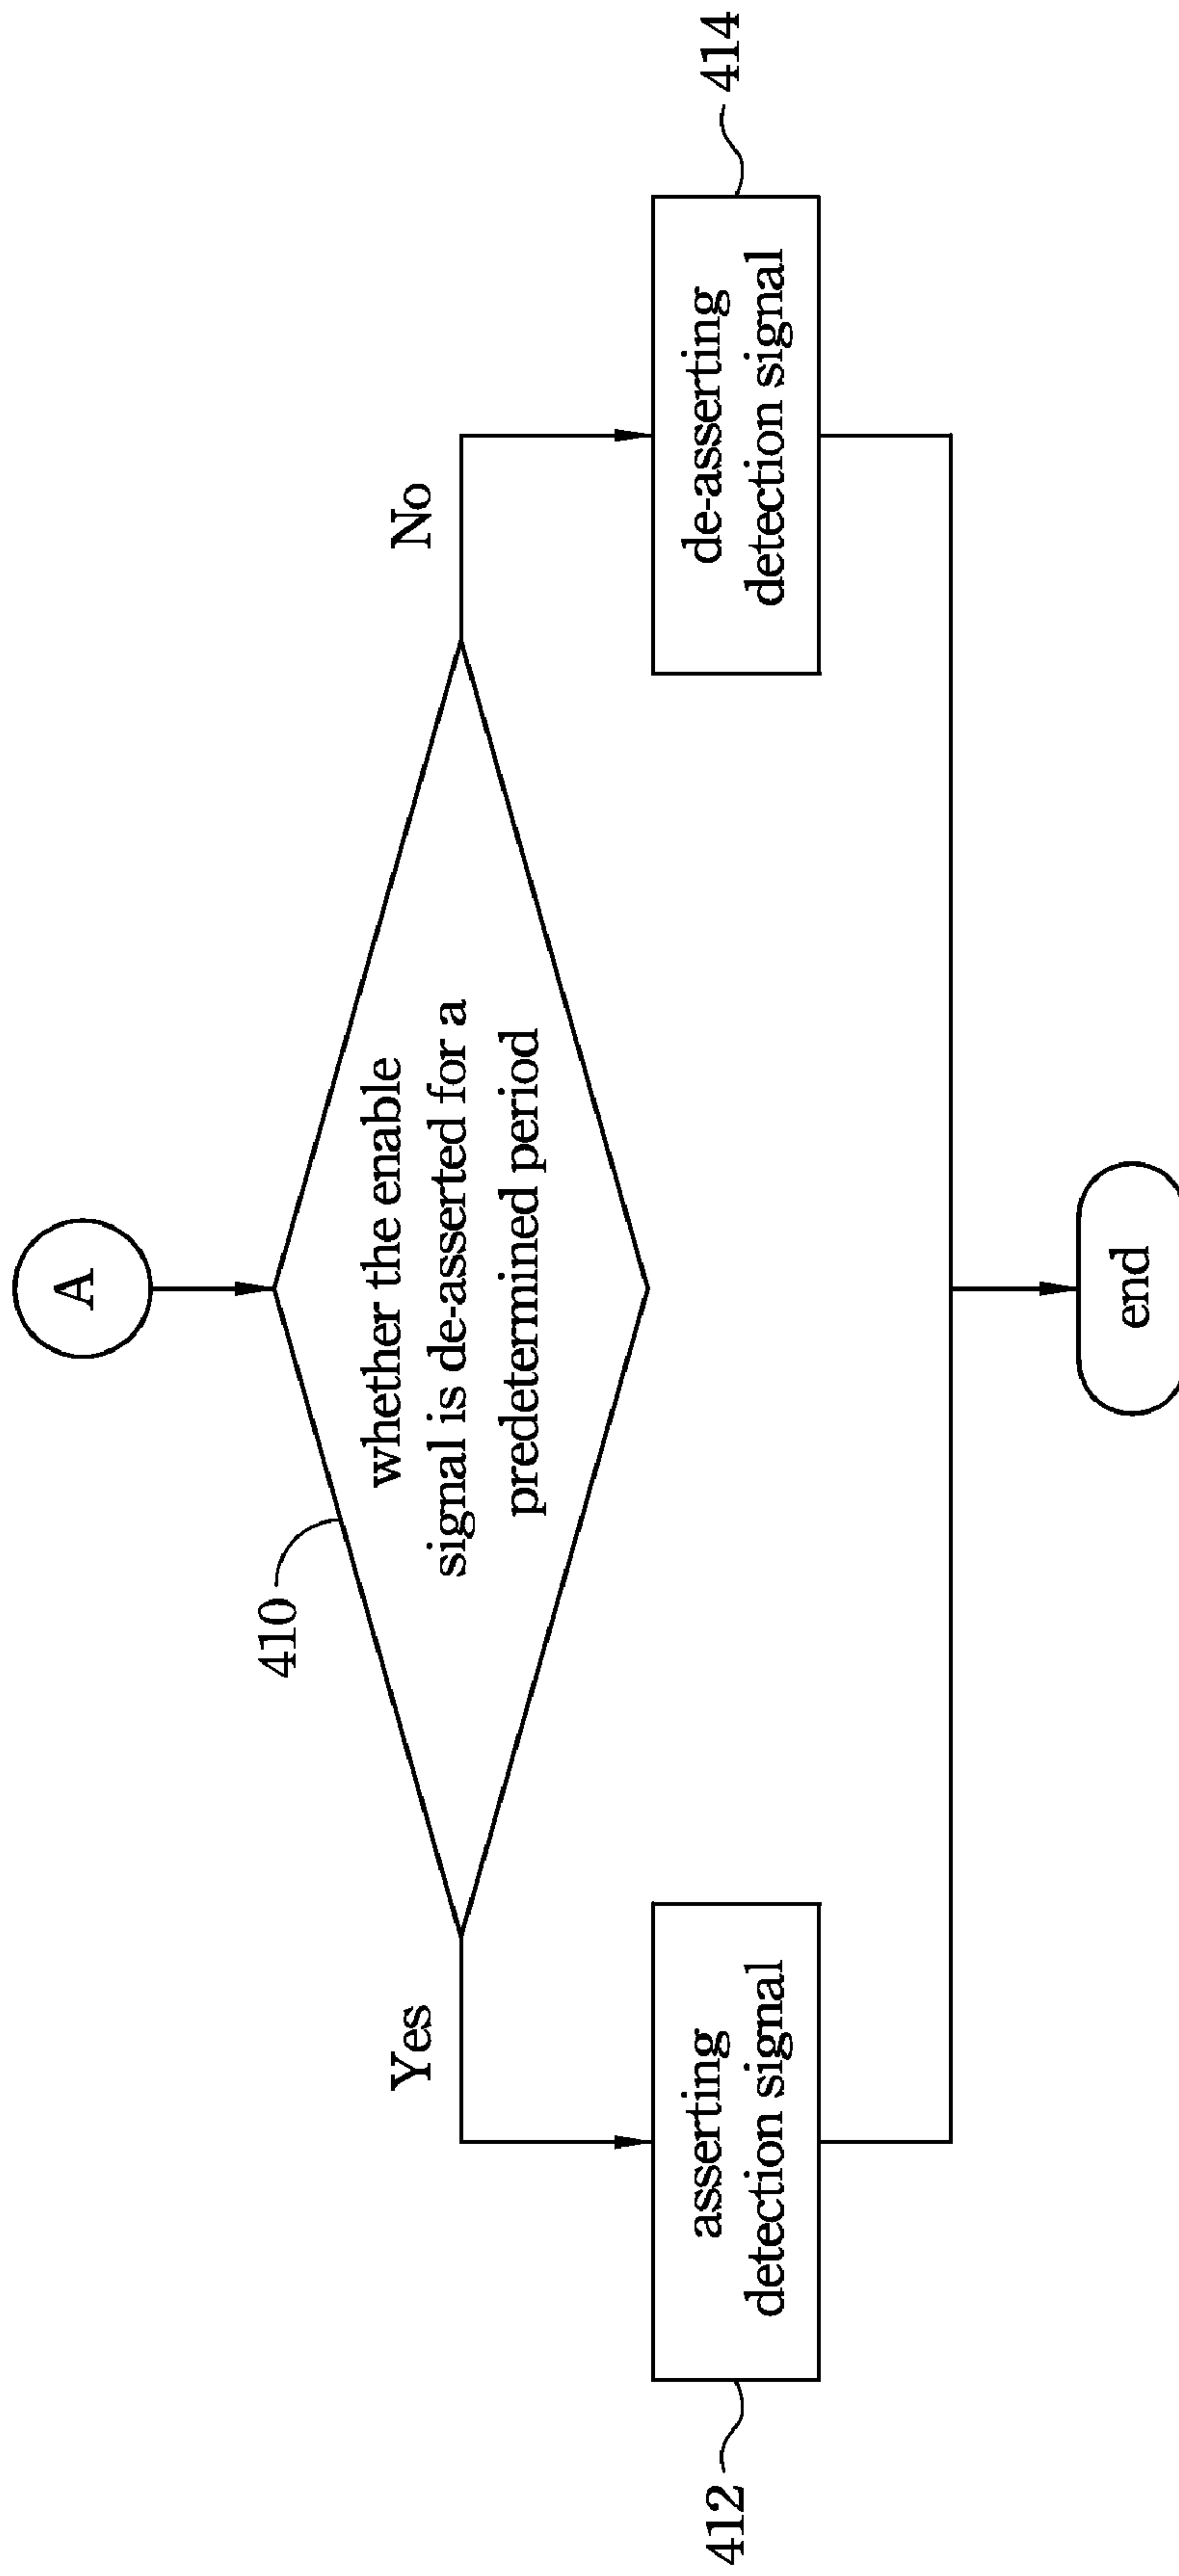 A
410
whether the enable
signal is de-asserted for a
predetermined period
Yes
No
412
asserting
detection signal
de-asserting
detection signal
414
end